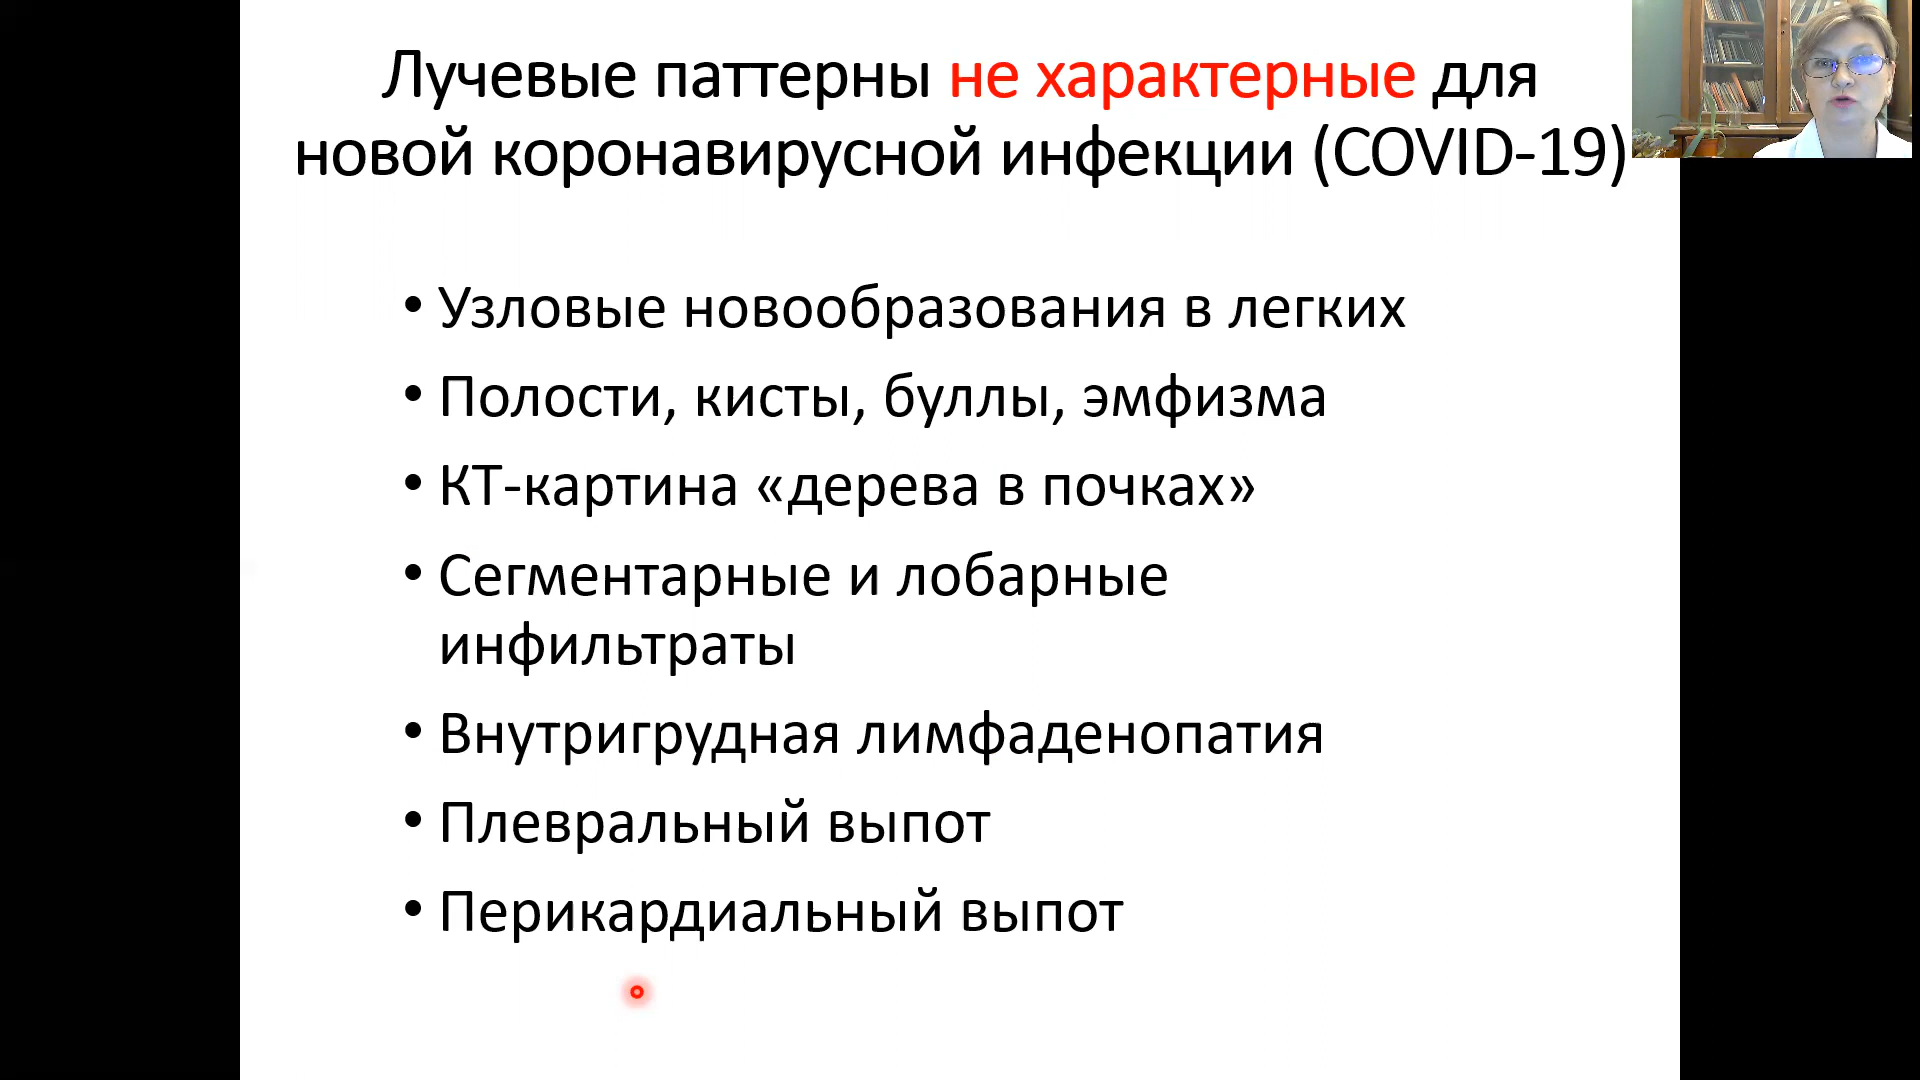 Лучевые паттерны не характерные для
новой коронавирусной инфекции (COVID-19)
• Узловые новообразования в легких
• Полости, кисты, буллы, эмфизма
• КТ-картина «дерева в почках»
• Сегментарные и лобарные
инфильтраты
• Внутригрудная лимфаденопатия
• Плевральный выпот
• Перикардиальный выпот